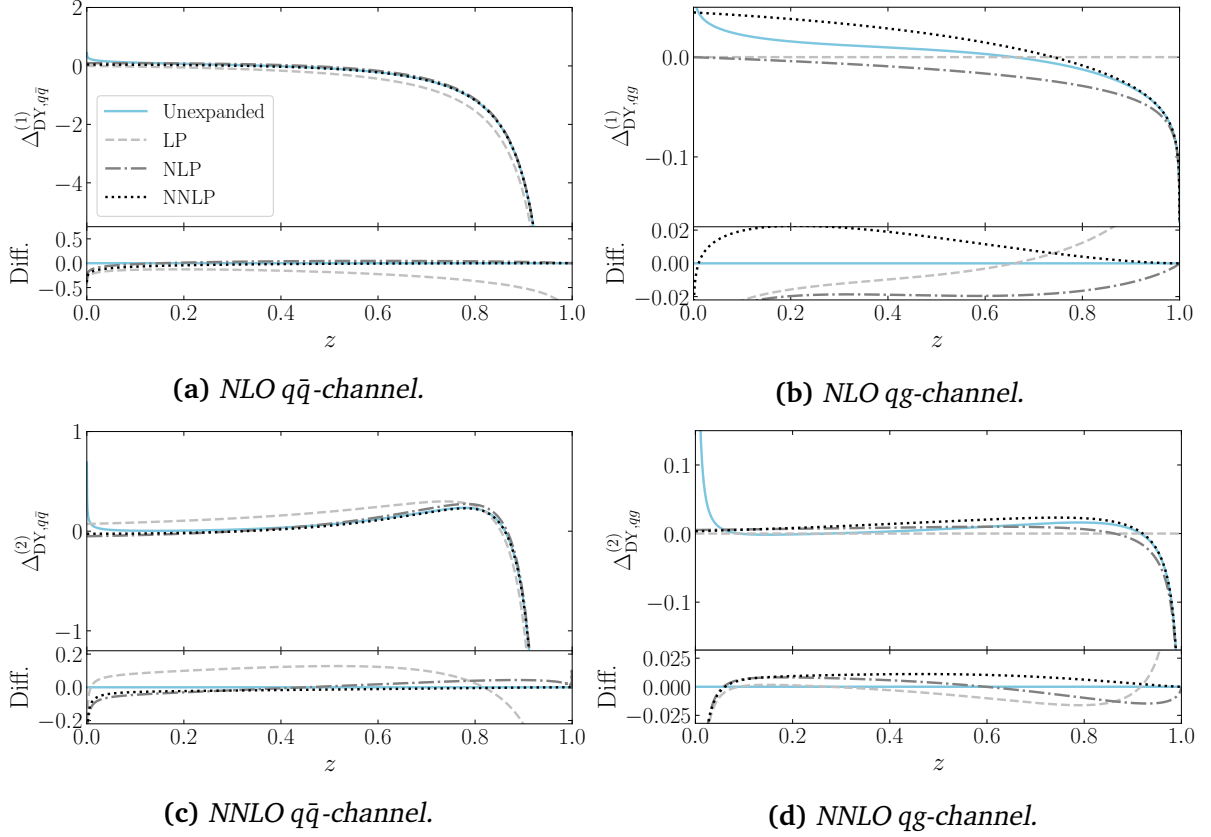 2
0
−2
−4
Δ^{(1)}_{DY,qq̄}
Unexpanded
LP
NLP
NNLP
0.5
0.0
−0.5
Diff.
0.0 0.2 0.4 0.6 0.8 1.0
z
(a) NLO qq̄-channel.
0.0
−0.1
Δ^{(1)}_{DY,qg}
0.02
0.00
−0.02
Diff.
0.0 0.2 0.4 0.6 0.8 1.0
z
(b) NLO qg-channel.
1
0
−1
Δ^{(2)}_{DY,qq̄}
0.2
0.0
−0.2
Diff.
0.0 0.2 0.4 0.6 0.8 1.0
z
(c) NNLO qq̄-channel.
0.1
0.0
−0.1
Δ^{(2)}_{DY,qg}
0.025
0.000
−0.025
Diff.
0.0 0.2 0.4 0.6 0.8 1.0
z
(d) NNLO qg-channel.